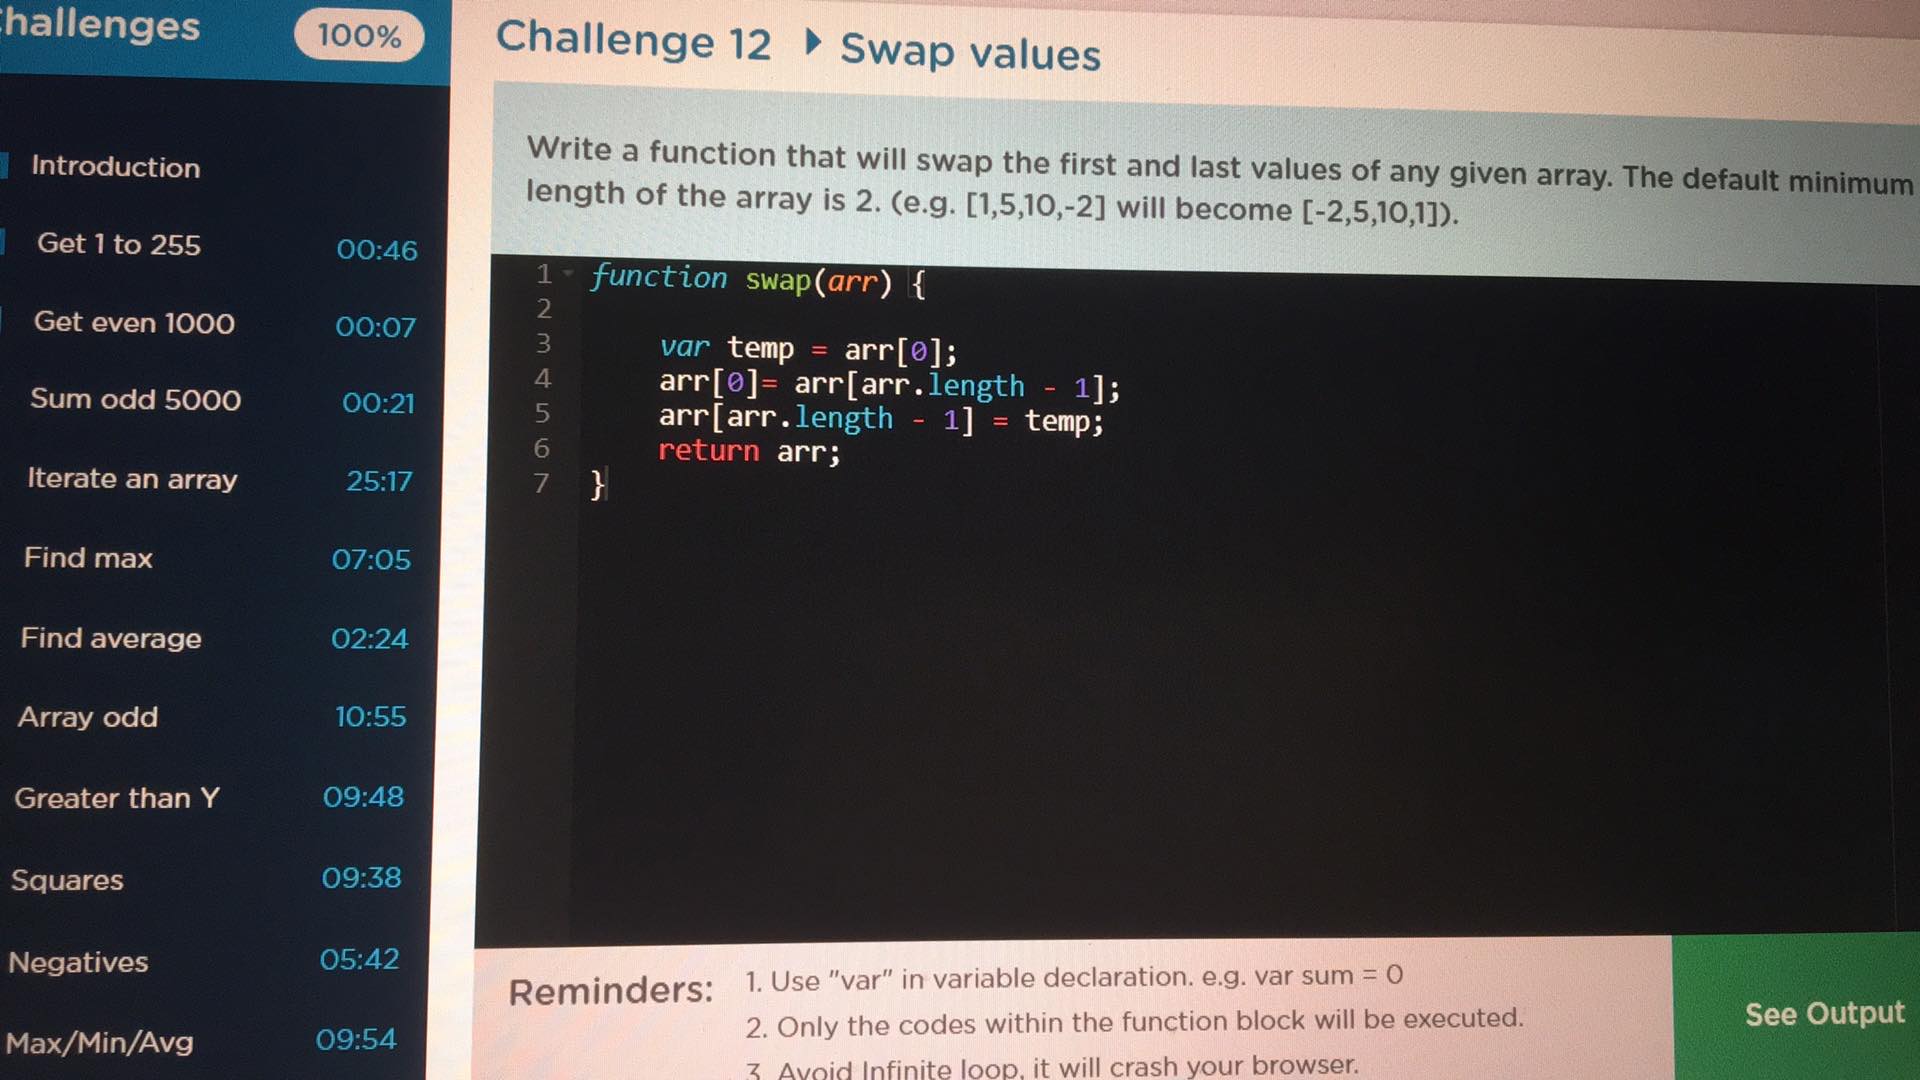 hallenges
100%
Introduction
Get 1 to 255 00:46
Get even 1000 00:07
Sum odd 5000 00:21
Iterate an array 25:17
Find max 07:05
Find average 02:24
Array odd 10:55
Greater than Y 09:48
Squares 09:38
Negatives 05:42
Max/Min/Avg 09:54
Challenge 12 ▸ Swap values
Write a function that will swap the first and last values of any given array. The default minimum
length of the array is 2. (e.g. [1,5,10,-2] will become [-2,5,10,1]).
1 function swap(arr) {
2
3 var temp = arr[0];
4 arr[0]= arr[arr.length - 1];
5 arr[arr.length - 1] = temp;
6 return arr;
7 }
Reminders:
1. Use "var" in variable declaration. e.g. var sum = 0
2. Only the codes within the function block will be executed.
3. Avoid Infinite loop, it will crash your browser.
See Output